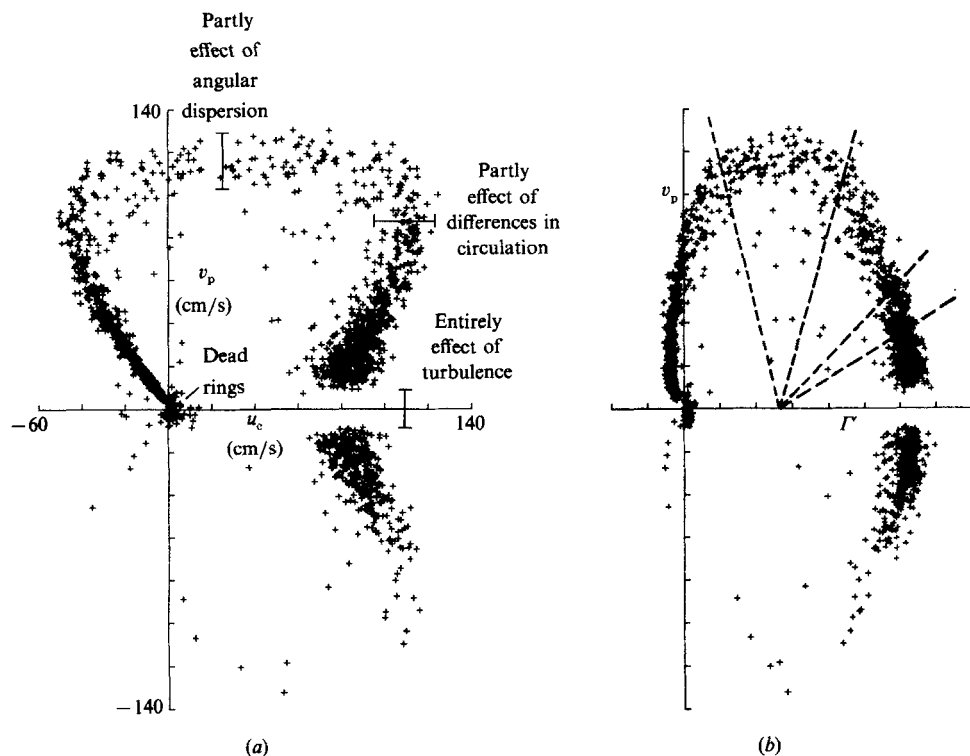 Partly
effect of
angular
dispersion
140
Partly
effect of
differences in
circulation
v_p
(cm/s)
Entirely
effect of
turbulence
Dead
rings
−60
u_c
(cm/s)
140
−140
(a)
v_p
Γ
(b)